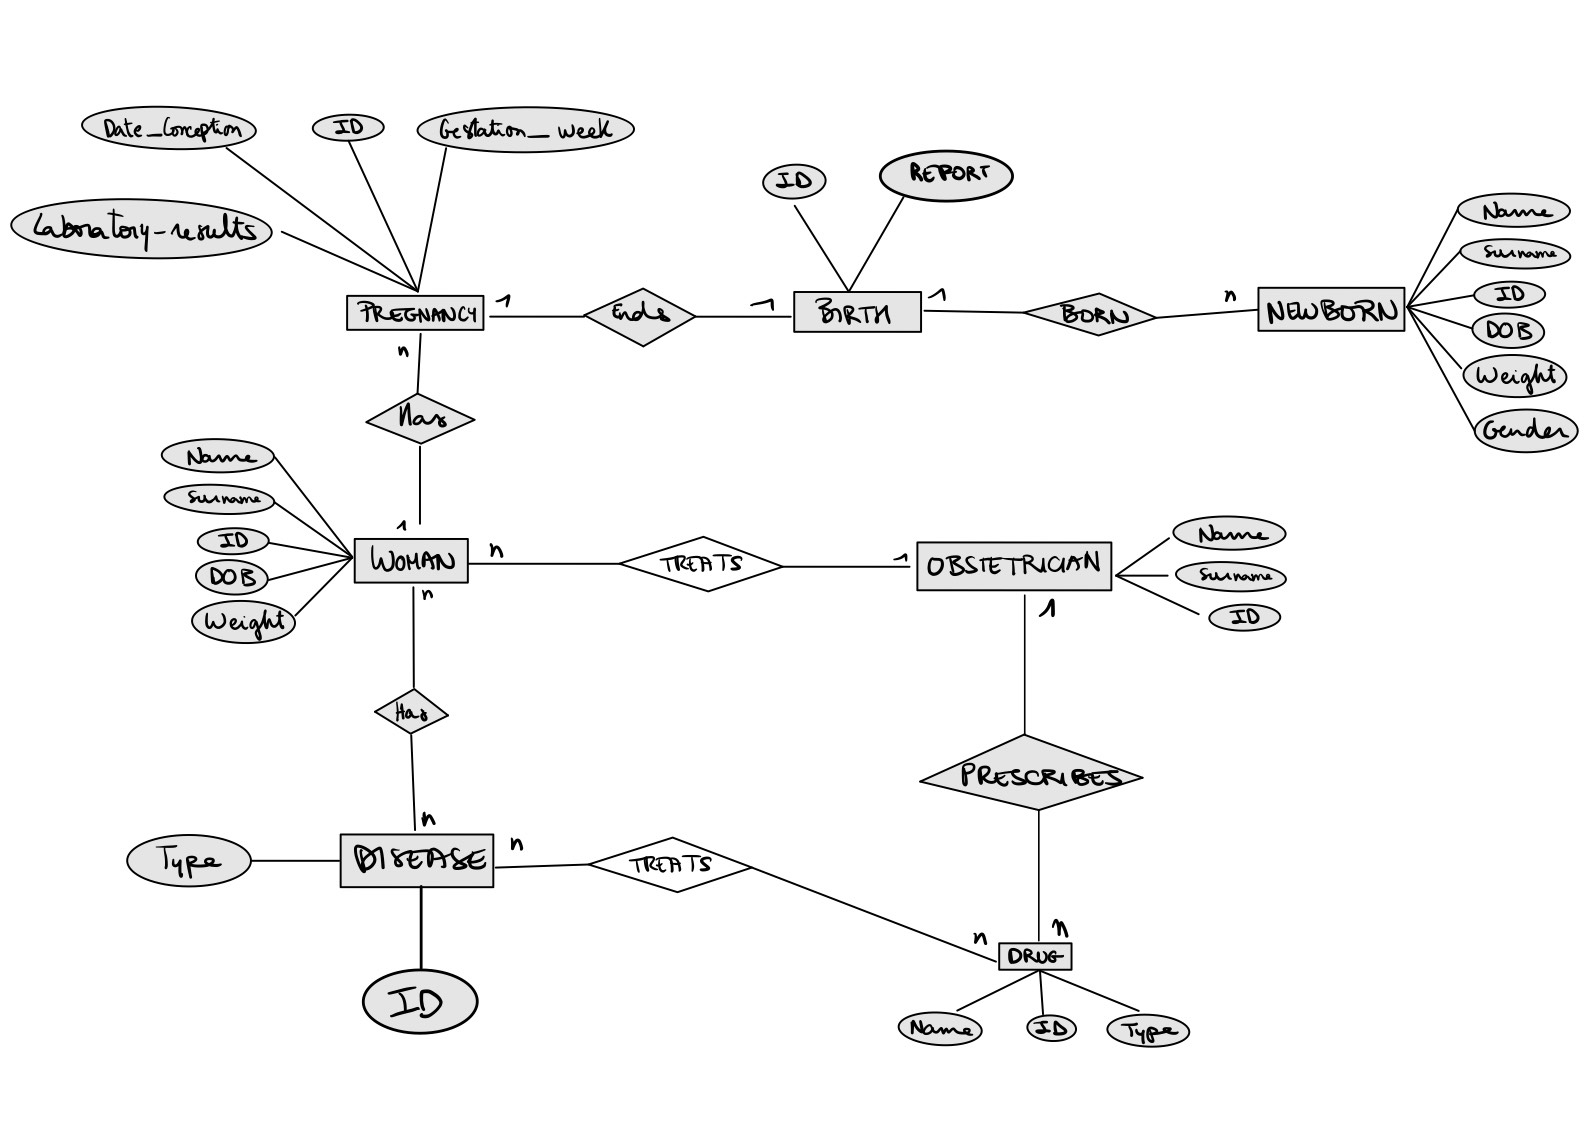 Date_Conception
ID
Gestation_week
Laboratory-results
ID
REPORT
Name
Surname
ID
DOB
Weight
Gender
PREGNANCY
1
Ends
1
BIRTH
1
BORN
n
NEWBORN
n
Has
1
Name
Surname
ID
DOB
Weight
WOMAN
n
TREATS
1
OBSTETRICIAN
Name
Surname
ID
n
1
Has
PRESCRIBES
n
Type
DISEASE
n
TREATS
n
n
DRUG
ID
Name
ID
Type